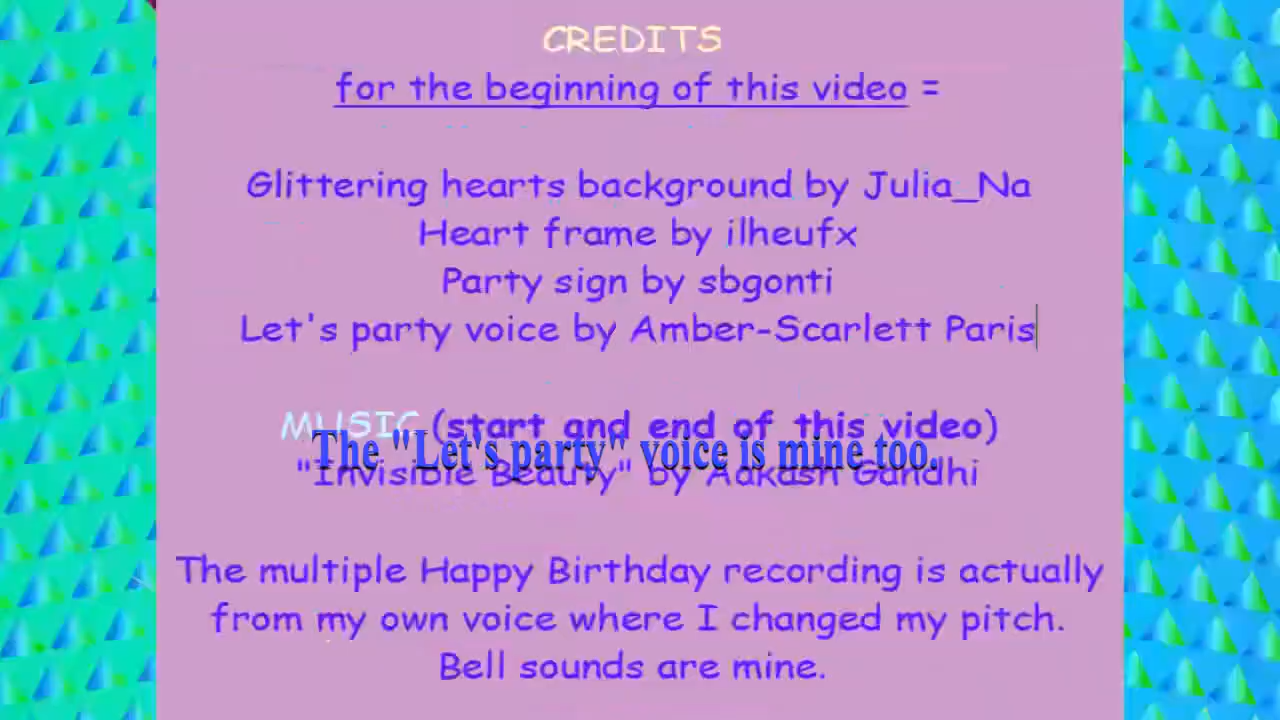 CREDITS
for the beginning of this video =
Glittering hearts background by Julia_Na
Heart frame by ilheufx
Party sign by sbgonti
Let's party voice by Amber-Scarlett Paris
MUSIC (start and end of this video)
The "Let's party" voice is mine too.
"Invisible Beauty" by Aakash Gandhi
The multiple Happy Birthday recording is actually
from my own voice where I changed my pitch.
Bell sounds are mine.